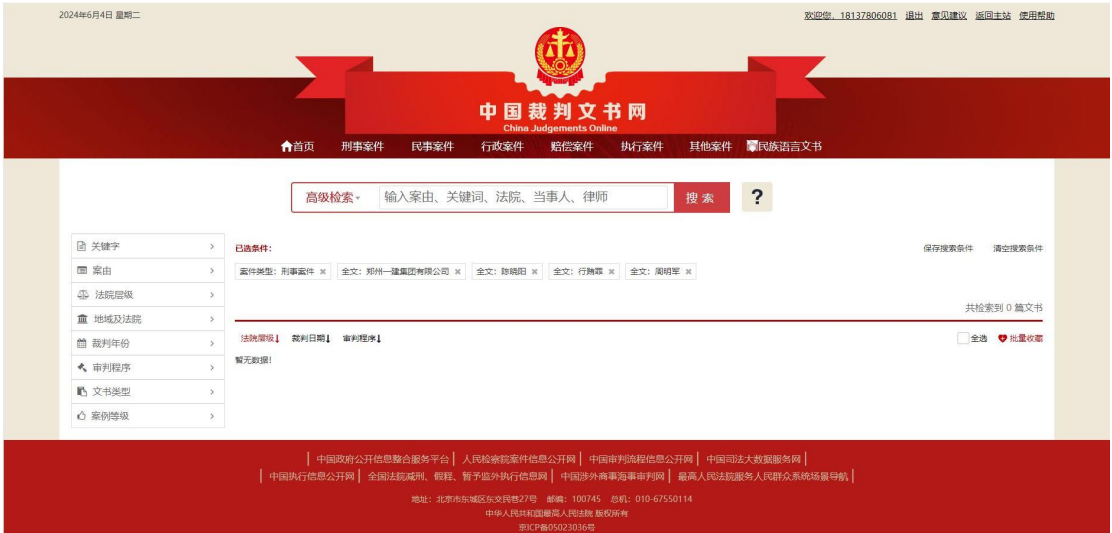 2024年6月4日 星期二
欢迎您，18137806081 退出 意见建议 返回主站 使用帮助
中国裁判文书网
China Judgements Online
首页 刑事案件 民事案件 行政案件 赔偿案件 执行案件 其他案件 民族语言文书
高级检索 输入案由、关键词、法院、当事人、律师 搜索 ?
关键字
案由
法院层级
地域及法院
裁判年份
审判程序
文书类型
案例等级
已选条件：
保存搜索条件 清空搜索条件
案件类型：刑事案件 × 全文：郑州一建集团有限公司 × 全文：陈晓阳 × 全文：行贿罪 × 全文：周明军 ×
共检索到 0 篇文书
法院层级 裁判日期 审判程序
全选 批量收藏
暂无数据!
中国政府公开信息整合服务平台 | 人民检察院案件信息公开网 | 中国审判流程信息公开网 | 中国司法大数据服务网
中国执行信息公开网 | 全国法院减刑、假释、暂予监外执行信息网 | 中国涉外商事海事审判网 | 最高人民法院服务人民群众系统场景导航
地址：北京市东城区东交民巷27号 邮编：100745 总机：010-67550114
中华人民共和国最高人民法院 版权所有
京ICP备05023036号